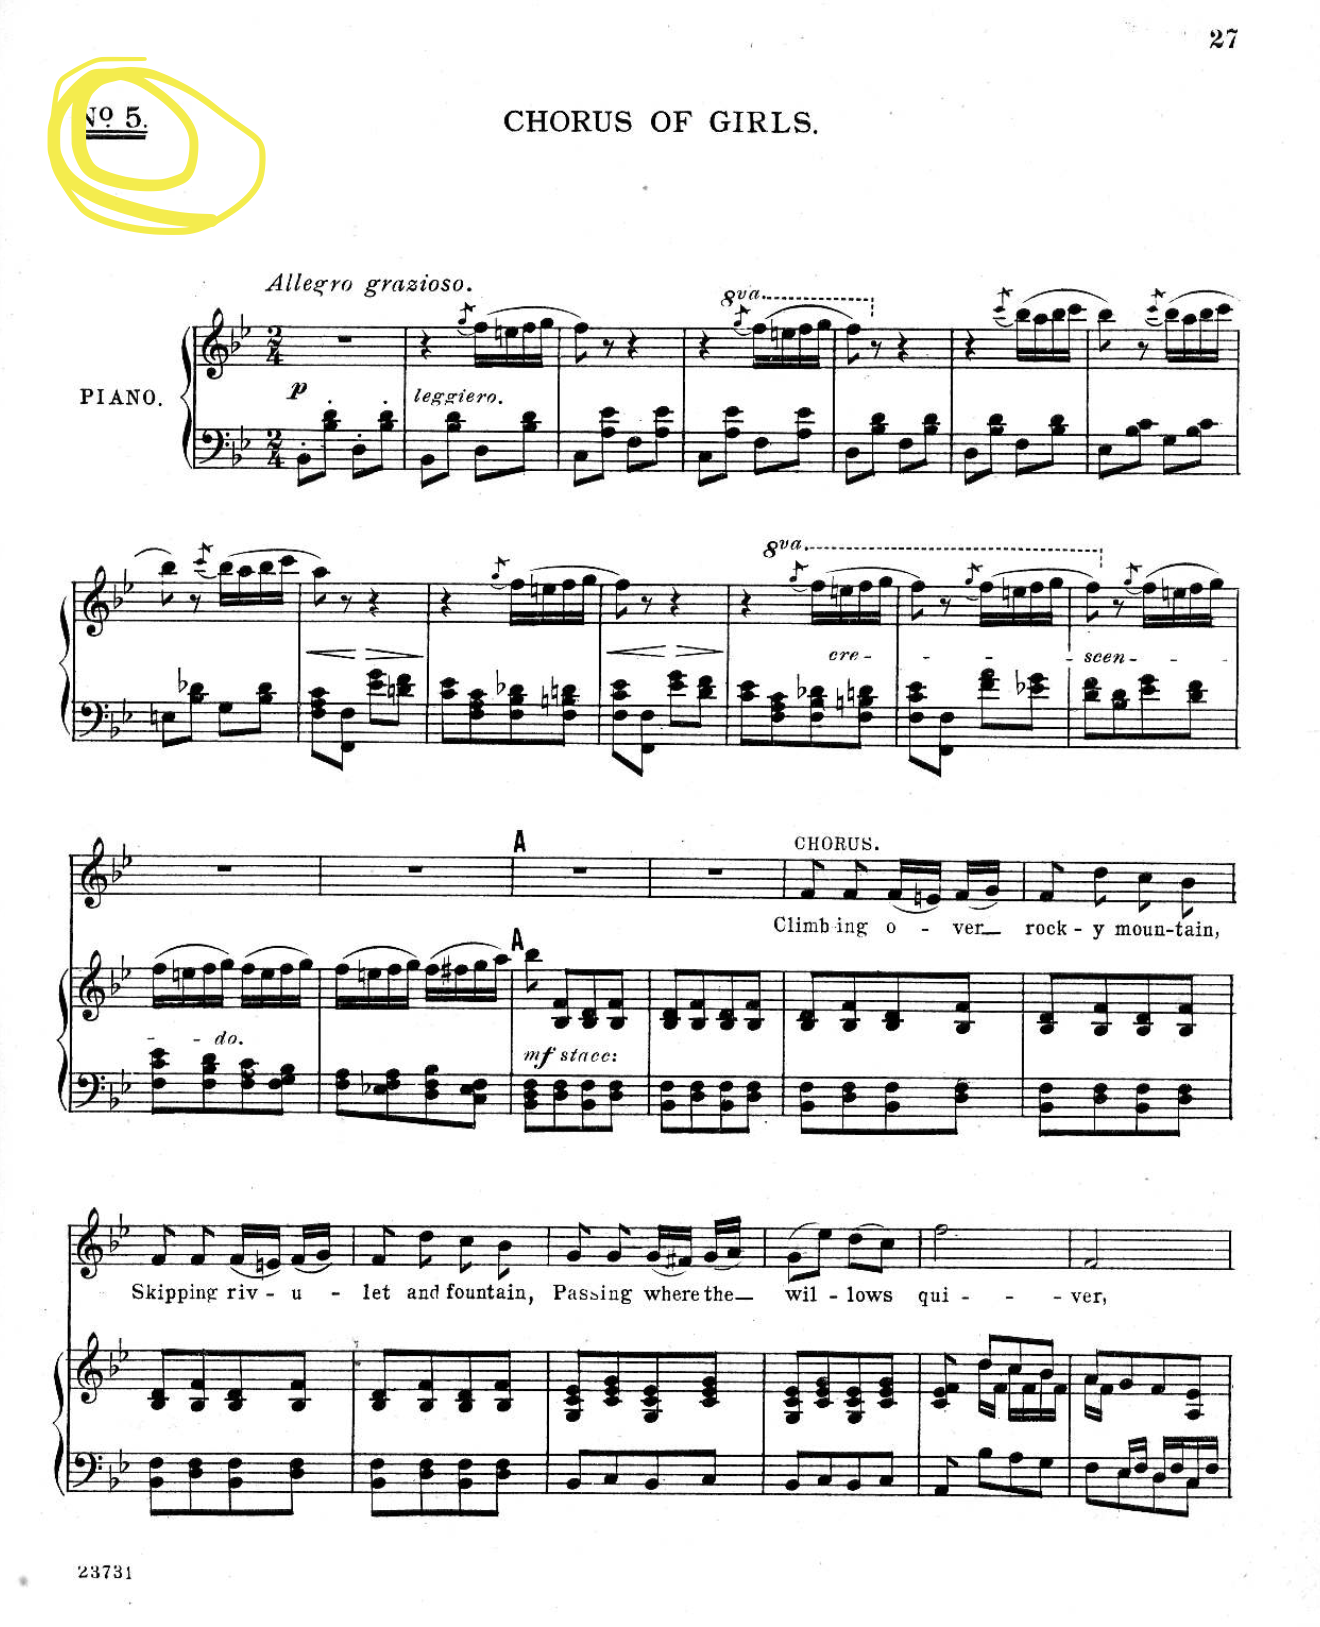 27
No 5.
CHORUS OF GIRLS.
Allegro grazioso.
8va
PIANO.
p
leggiero.
8va
cre - - - - scen - - -
A
CHORUS.
Climb-ing o - ver rock - y moun-tain,
A
- - do.
mf stacc:
Skipping riv - u - let and fountain, Passing where the wil - lows qui - - - ver,
23731